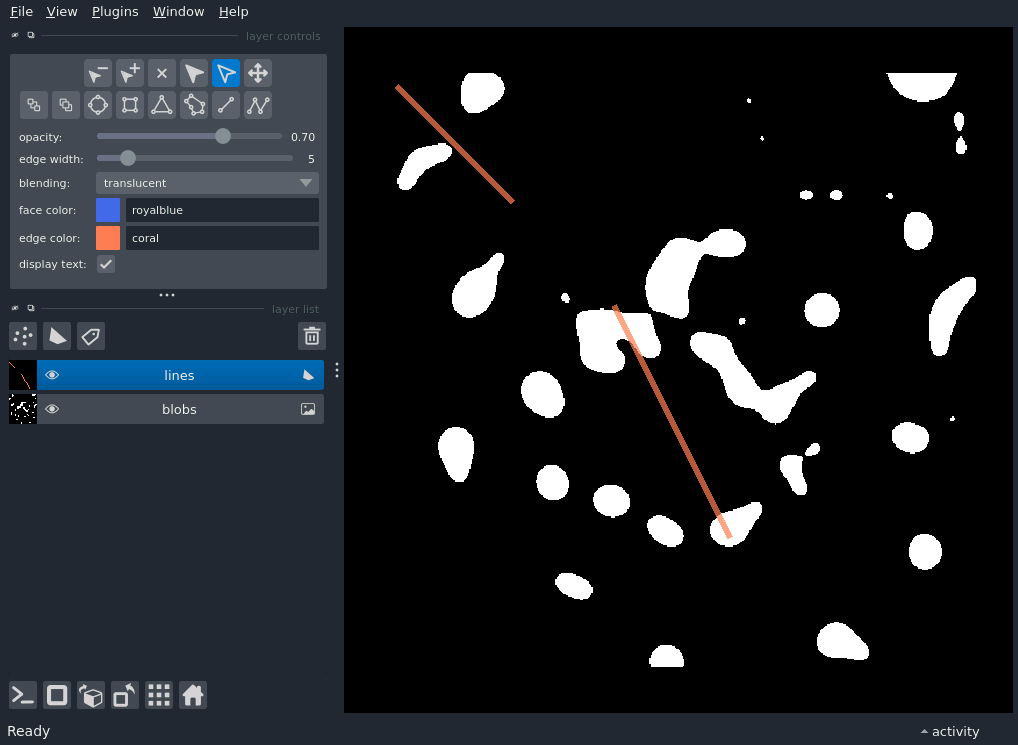 File View Plugins Window Help
layer controls
opacity: 0.70
edge width: 5
blending: translucent
face color: royalblue
edge color: coral
display text:
layer list
lines
blobs
Ready
activity